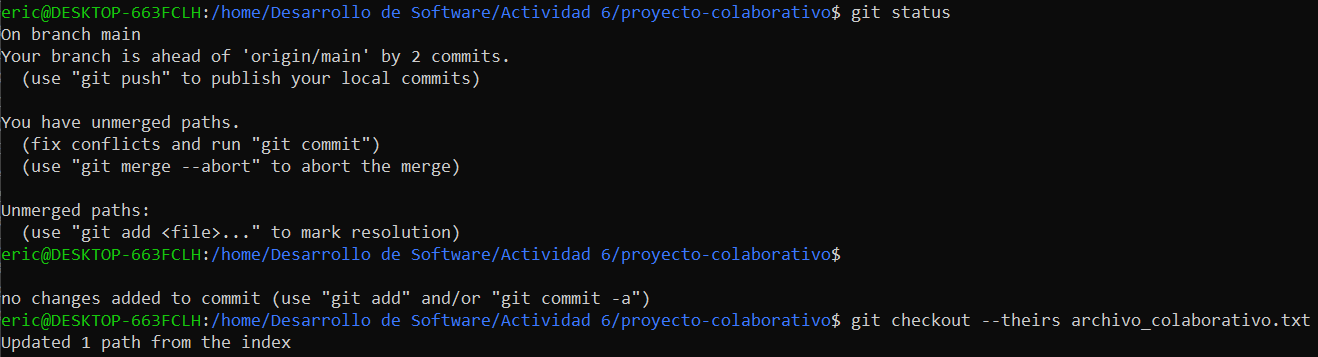 eric@DESKTOP-663FCLH:/home/Desarrollo de Software/Actividad 6/proyecto-colaborativo$ git status
On branch main
Your branch is ahead of 'origin/main' by 2 commits.
  (use "git push" to publish your local commits)

You have unmerged paths.
  (fix conflicts and run "git commit")
  (use "git merge --abort" to abort the merge)

Unmerged paths:
  (use "git add <file>..." to mark resolution)
eric@DESKTOP-663FCLH:/home/Desarrollo de Software/Actividad 6/proyecto-colaborativo$

no changes added to commit (use "git add" and/or "git commit -a")
eric@DESKTOP-663FCLH:/home/Desarrollo de Software/Actividad 6/proyecto-colaborativo$ git checkout --theirs archivo_colaborativo.txt
Updated 1 path from the index